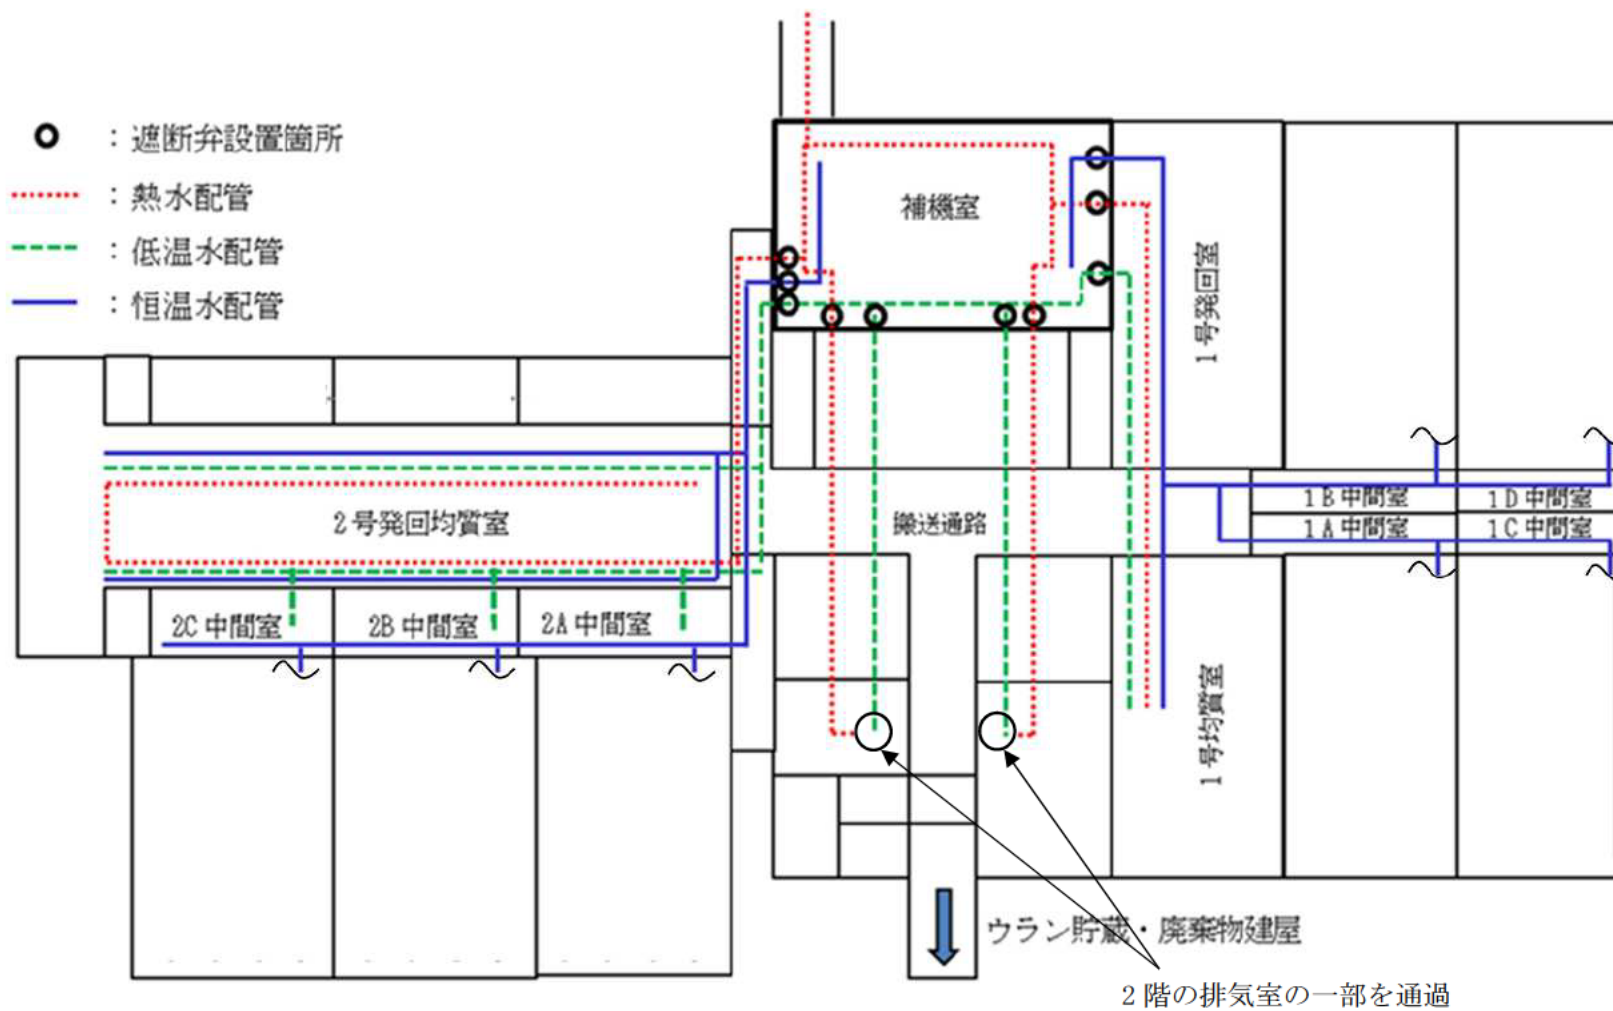 ：遮断弁設置箇所
：熱水配管
：低温水配管
：恒温水配管
補機室
1号発回室
2号発回均質室
搬送通路
1B中間室
1D中間室
1A中間室
1C中間室
2C中間室
2B中間室
2A中間室
1号均質室
ウラン貯蔵・廃棄物建屋
2階の排気室の一部を通過